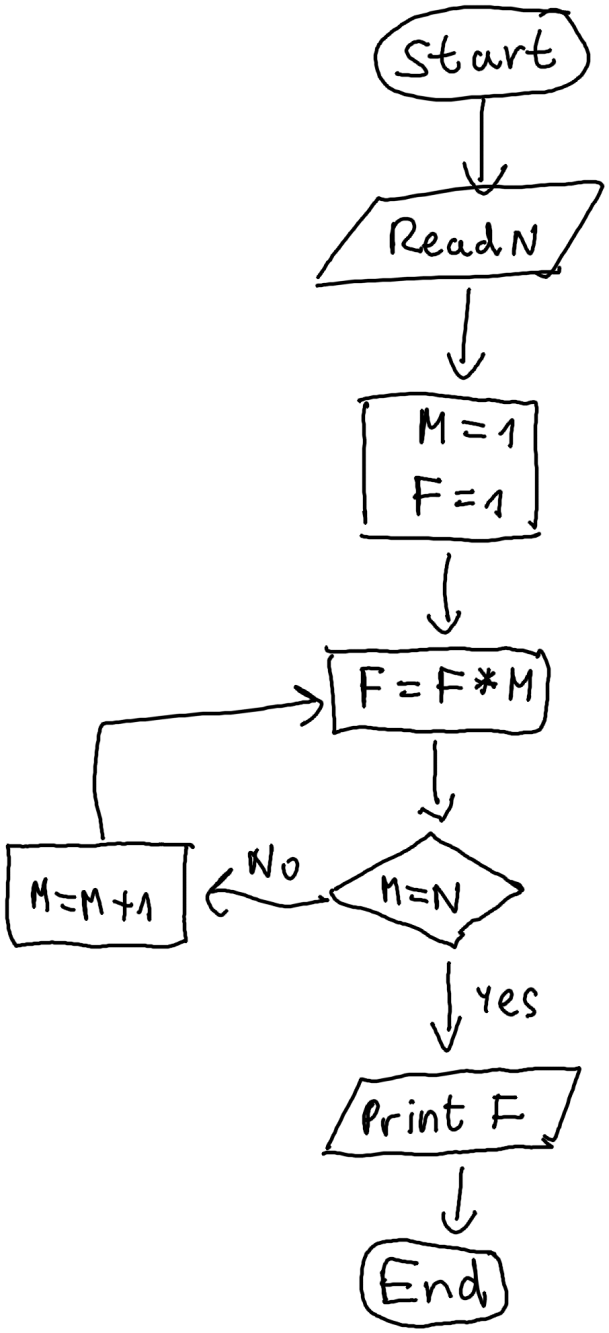 Start
Read N
M = 1
F = 1
F = F * M
No
M=M+1
M=N
Yes
Print F
End